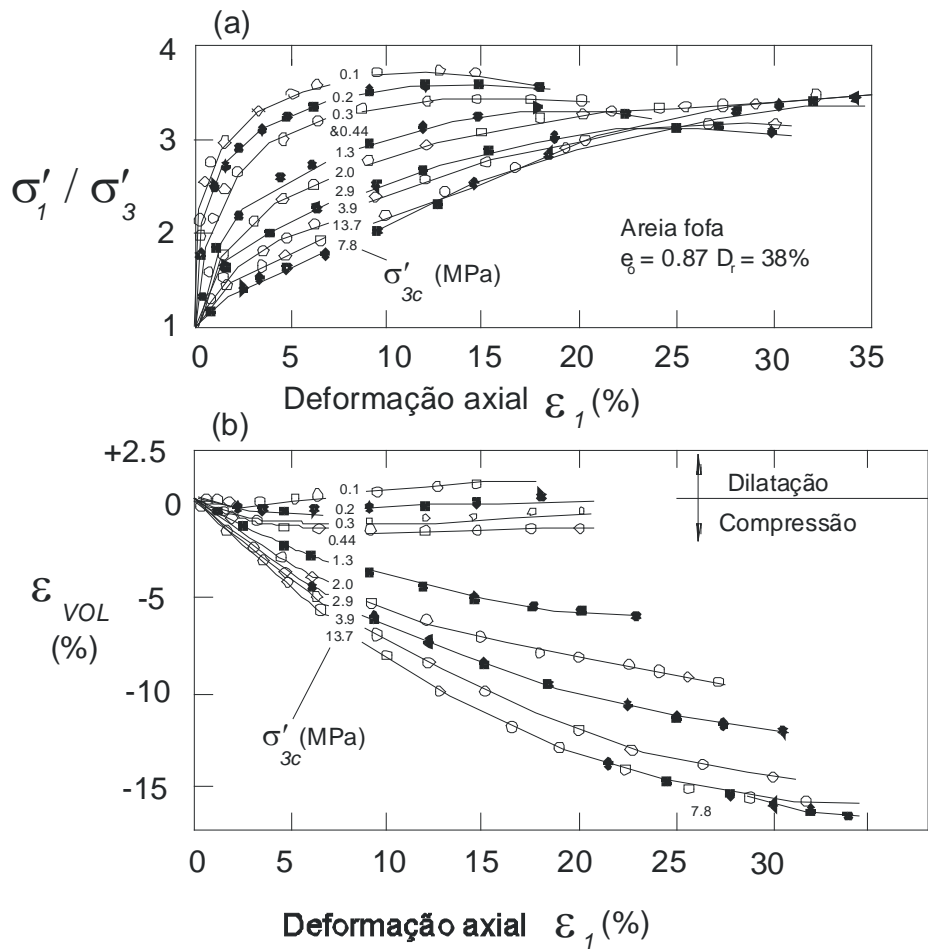 (a)
4
3
2
1
σ′1 / σ′3
0.1
0.2
0.3
&0.44
1.3
2.0
2.9
3.9
13.7
7.8
σ′3c (MPa)
Areia fofa
eo = 0.87 Dr = 38%
0 5 10 15 20 25 30 35
Deformação axial ε1 (%)
(b)
+2.5
0
-5
-10
-15
ε VOL
(%)
0.1
0.2
0.3
0.44
1.3
2.0
2.9
3.9
13.7
σ′3c (MPa)
Dilatação
Compressão
7.8
0 5 10 15 20 25 30
Deformação axial ε1 (%)